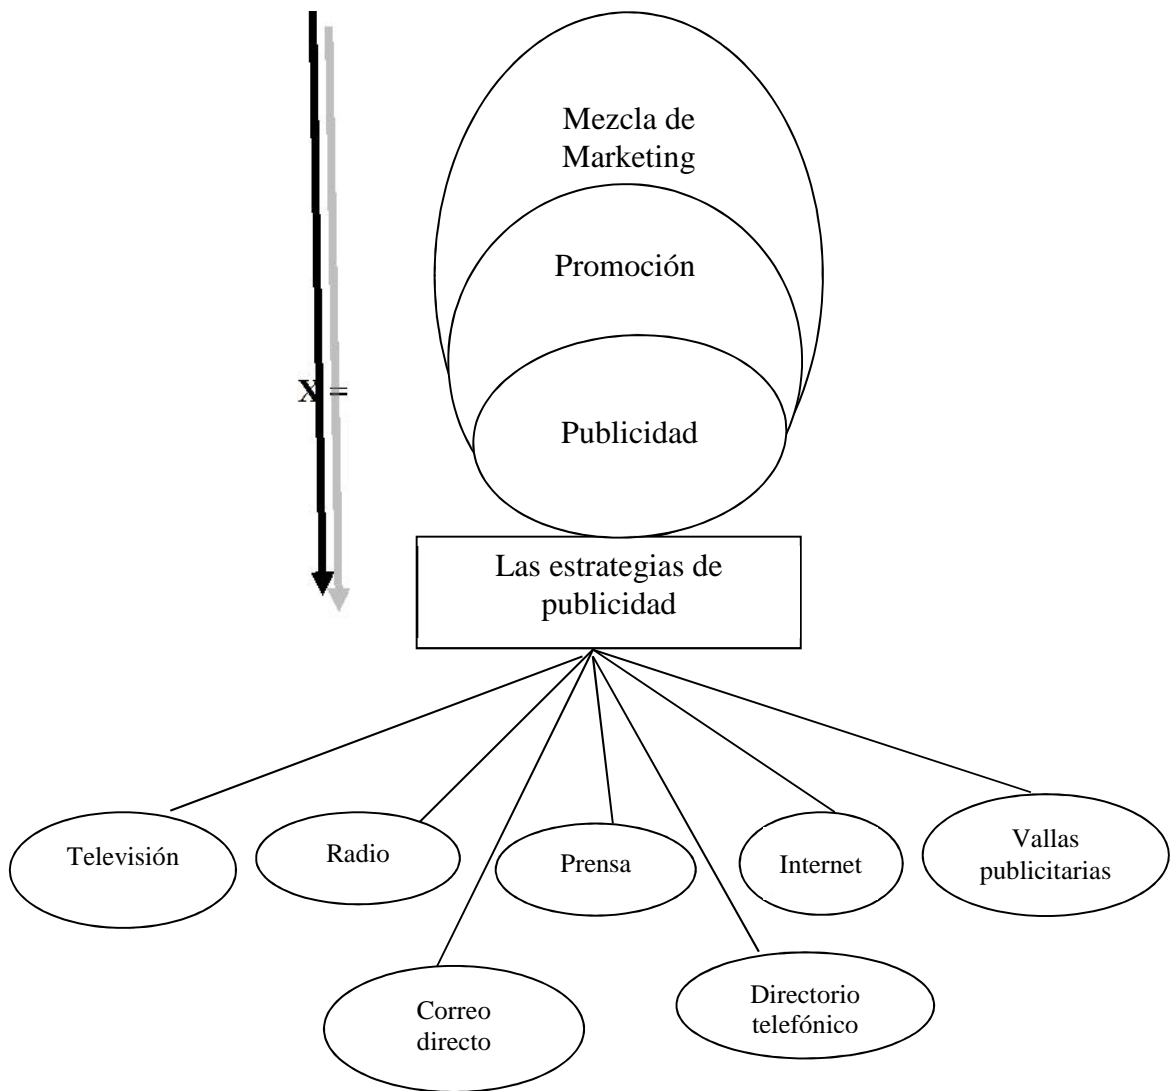 Mezcla de
Marketing
Promoción
X =
Publicidad
Las estrategias de
publicidad
Televisión
Radio
Prensa
Internet
Vallas
publicitarias
Correo
directo
Directorio
telefónico